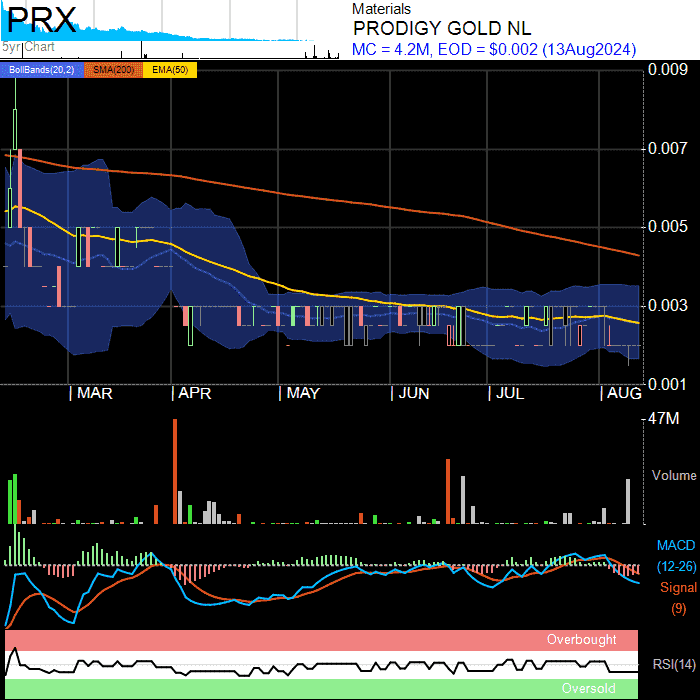 PRX
5yr Chart
Materials
PRODIGY GOLD NL
MC = 4.2M, EOD = $0.002 (13Aug2024)
BollBands(20,2) SMA(200) EMA(50)
0.009
0.007
0.005
0.003
0.001
MAR APR MAY JUN JUL AUG
47M
Volume
MACD
(12-26)
Signal
(9)
Overbought
RSI(14)
Oversold